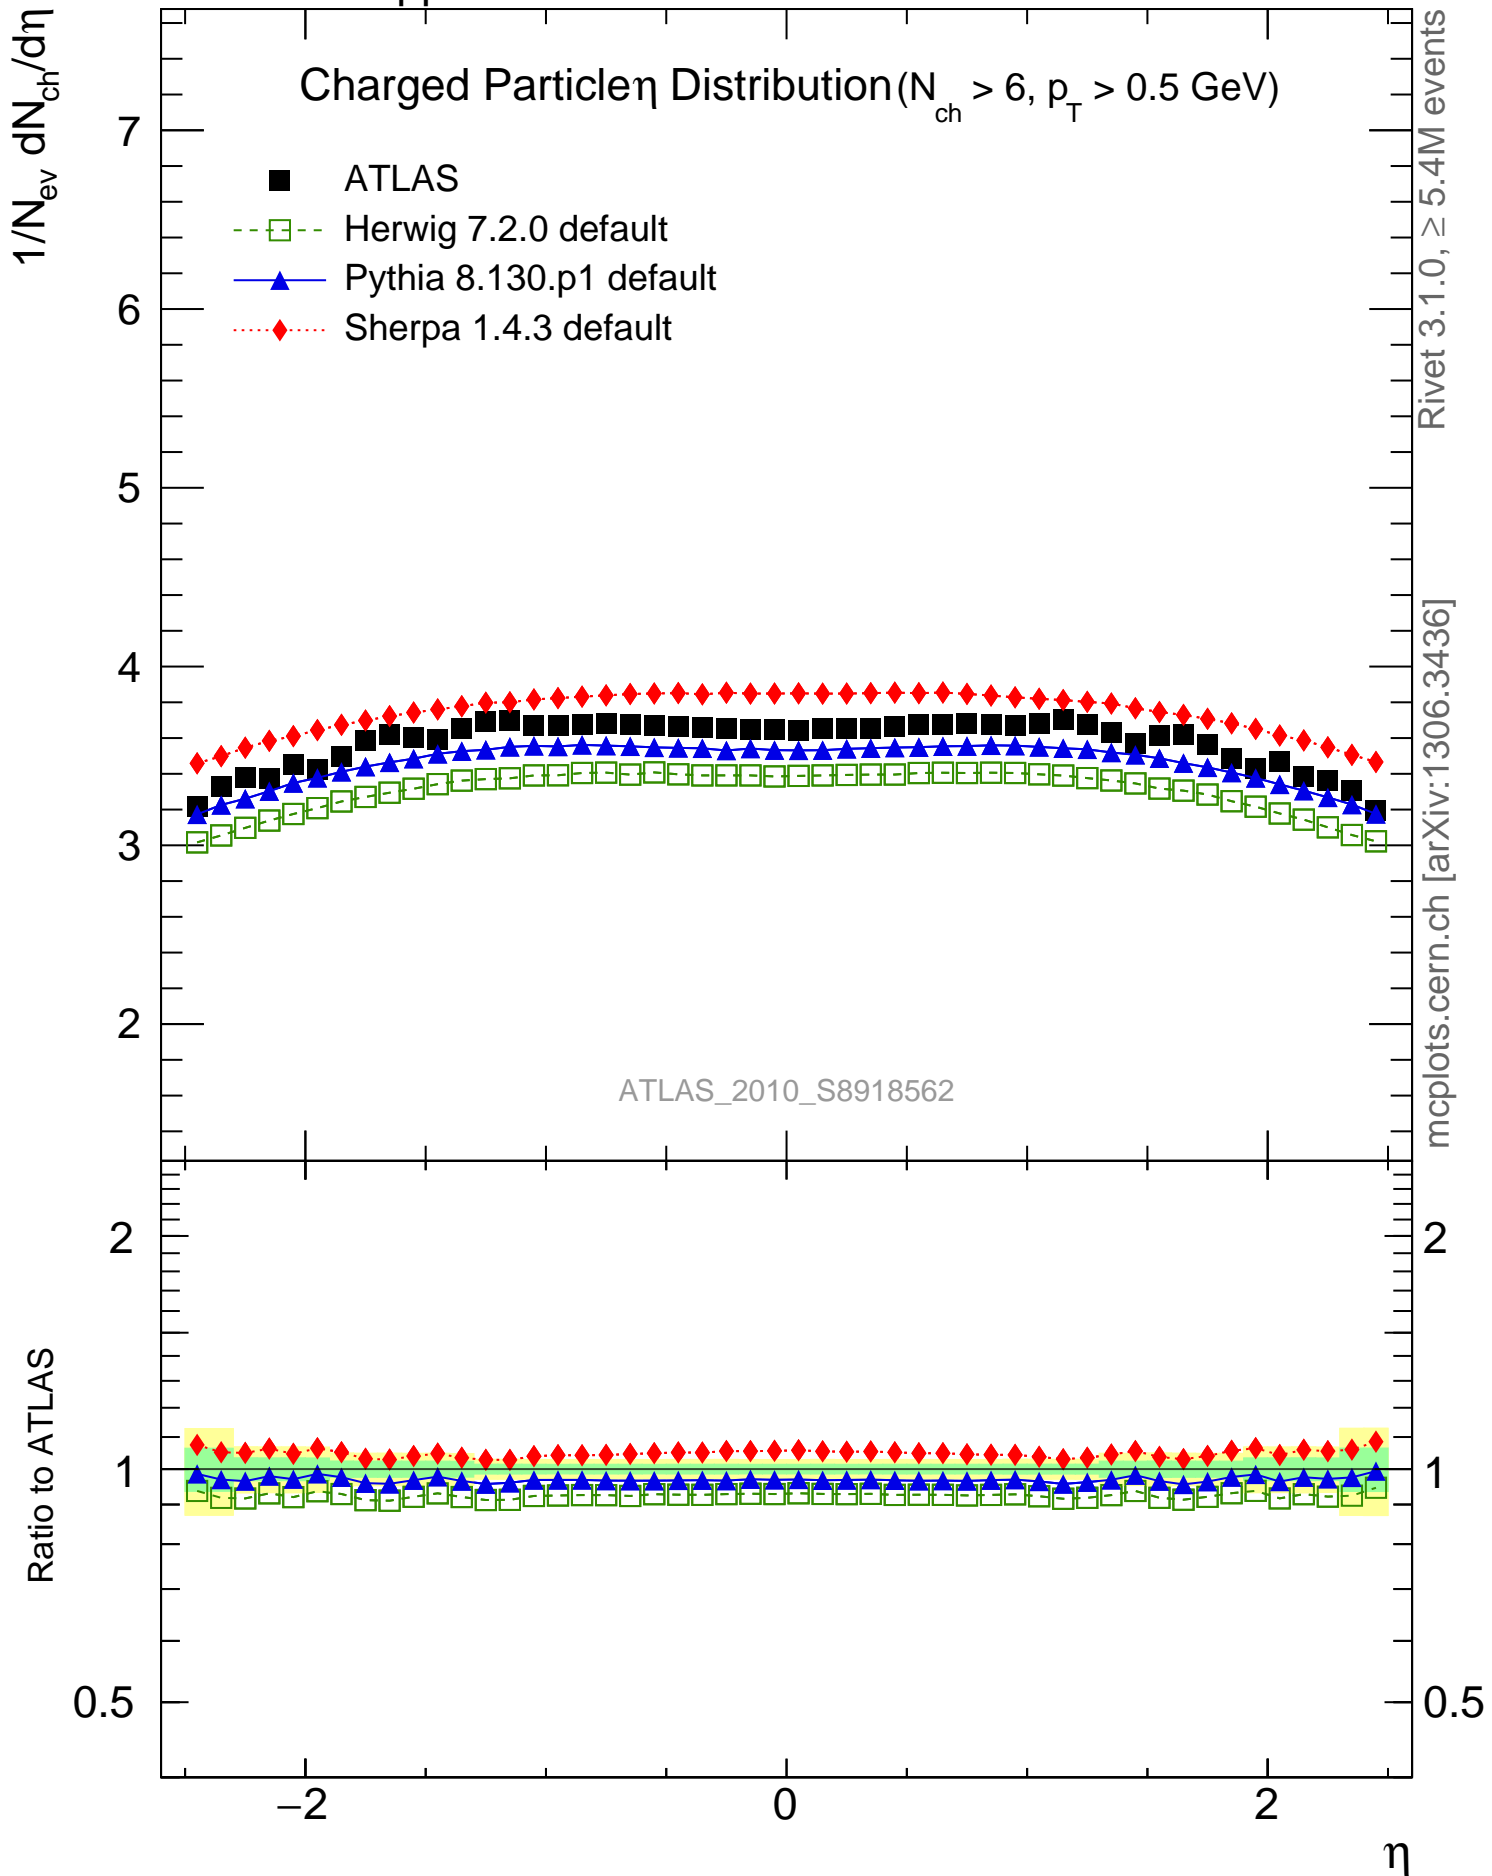 Charged Particle η Distribution (N_ch > 6, p_T > 0.5 GeV)
1/N_ev dN_ch/dη
ATLAS
Herwig 7.2.0 default
Pythia 8.130.p1 default
Sherpa 1.4.3 default
7
6
5
4
3
2
ATLAS_2010_S8918562
Rivet 3.1.0, ≥ 5.4M events
mcplots.cern.ch [arXiv:1306.3436]
Ratio to ATLAS
2
1
0.5
2
1
0.5
−2
0
2
η